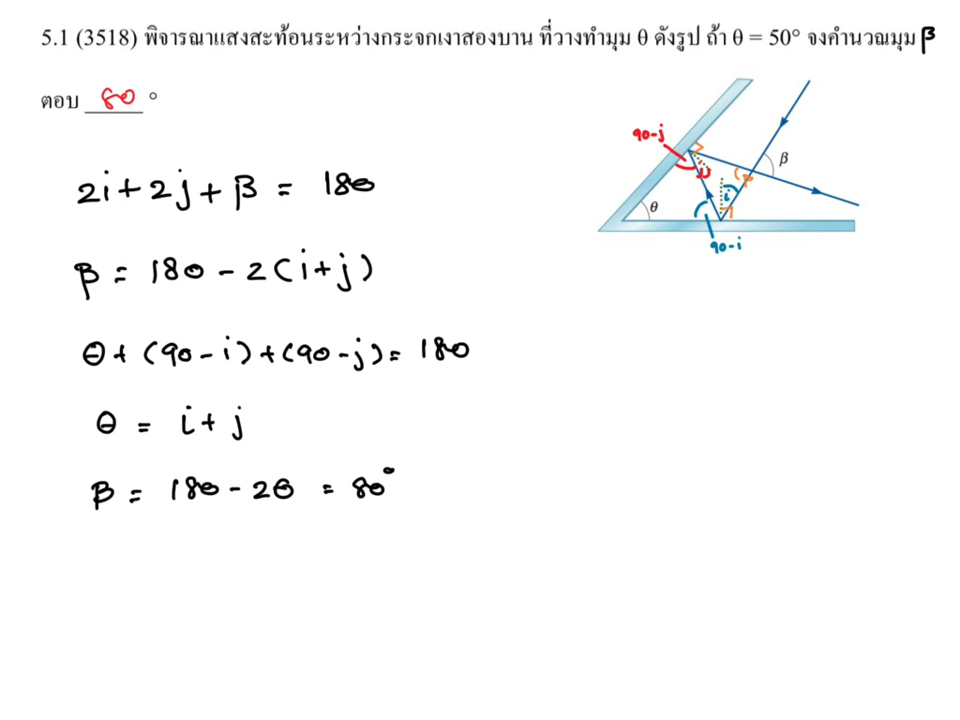 5.1 (3518) พิจารณาแสงสะท้อนระหว่างกระจกเงาสองบาน ที่วางทำมุม θ ดังรูป ถ้า θ = 50° จงคำนวณมุม β
ตอบ 80 °
90-j
β
θ
i
90-i
2i + 2j + β = 180
β = 180 - 2(i+j)
θ + (90-i) + (90-j) = 180
θ = i + j
β = 180 - 2θ = 80°